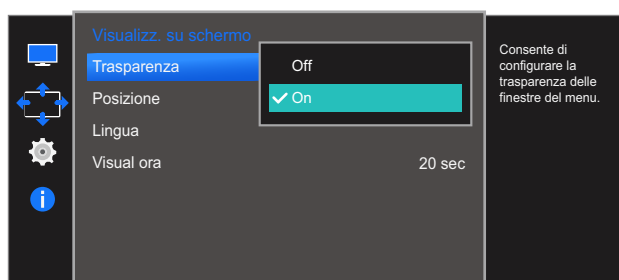 Visualizz. su schermo
Trasparenza
Off
On
Posizione
Lingua
Visual ora
20 sec
Consente di
configurare la
trasparenza delle
finestre del menu.